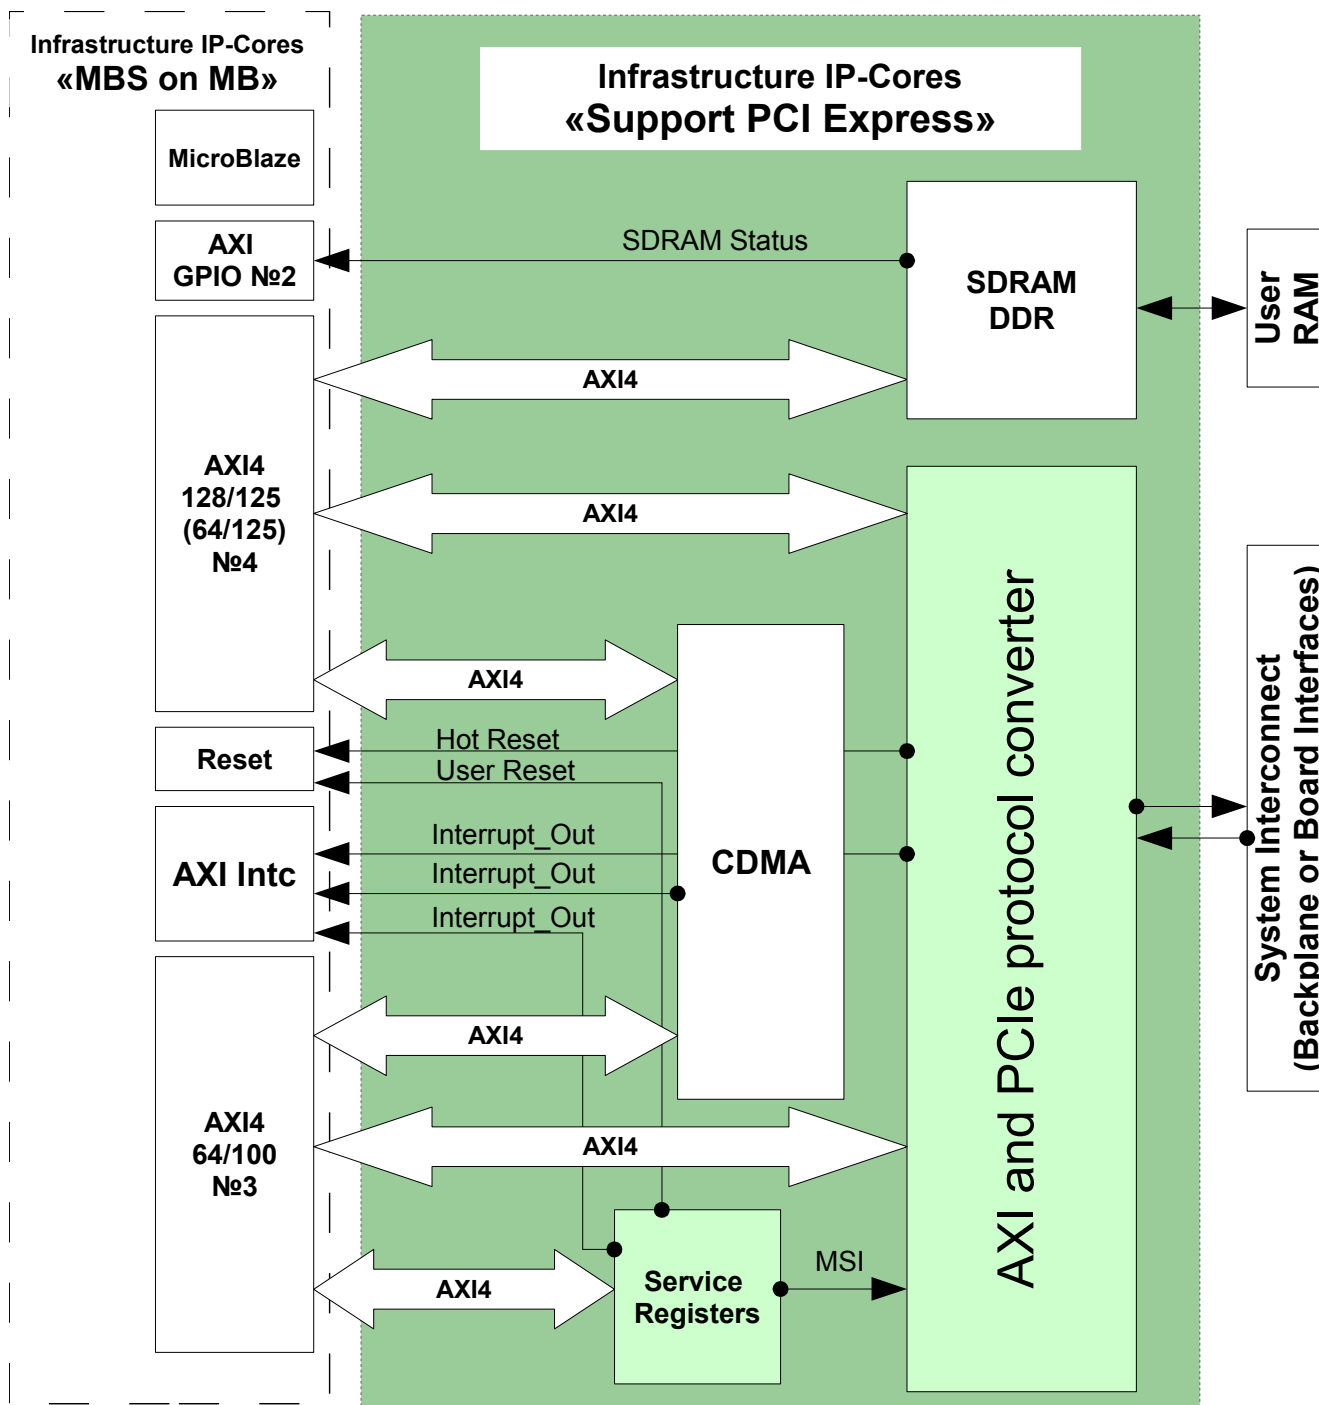 Infrastructure IP-Cores
«MBS on MB»
Infrastructure IP-Cores
«Support PCI Express»
MicroBlaze
AXI
GPIO №2
SDRAM Status
SDRAM
DDR
User
RAM
AXI4
AXI4
128/125
(64/125)
№4
AXI4
AXI4
Reset
Hot Reset
User Reset
AXI Intc
Interrupt_Out
Interrupt_Out
Interrupt_Out
CDMA
AXI and PCIe protocol converter
System Interconnect
(Backplane or Board Interfaces)
AXI4
AXI4
64/100
№3
AXI4
AXI4
Service
Registers
MSI